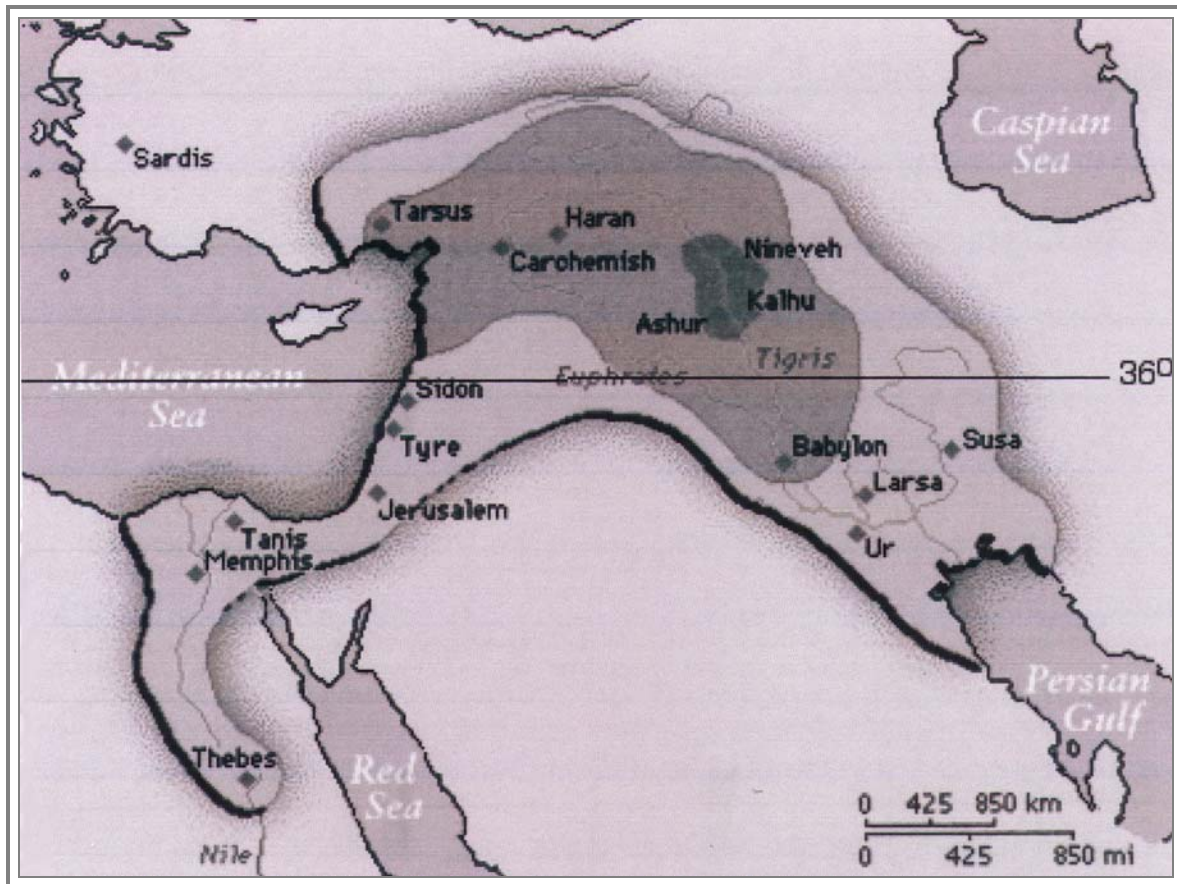 Caspian
Sea
Sardis
Tarsus
Haran
Carchemish
Nineveh
Kalhu
Ashur
Tigris
Euphrates
36°
Mediterranean
Sea
Sidon
Tyre
Babylon
Susa
Larsa
Jerusalem
Tanis
Memphis
Ur
Persian
Gulf
Thebes
Red
Sea
Nile
0 425 850 km
0 425 850 mi